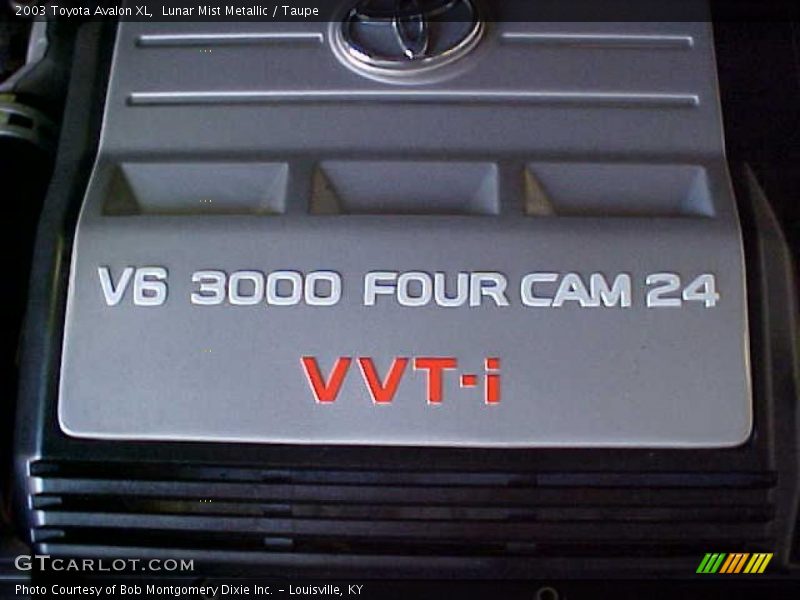 2003 Toyota Avalon XL,  Lunar Mist Metallic / Taupe
V6 3000 FOUR CAM 24
VVT-i
GTCARLOT.COM
Photo Courtesy of Bob Montgomery Dixie Inc. – Louisville, KY